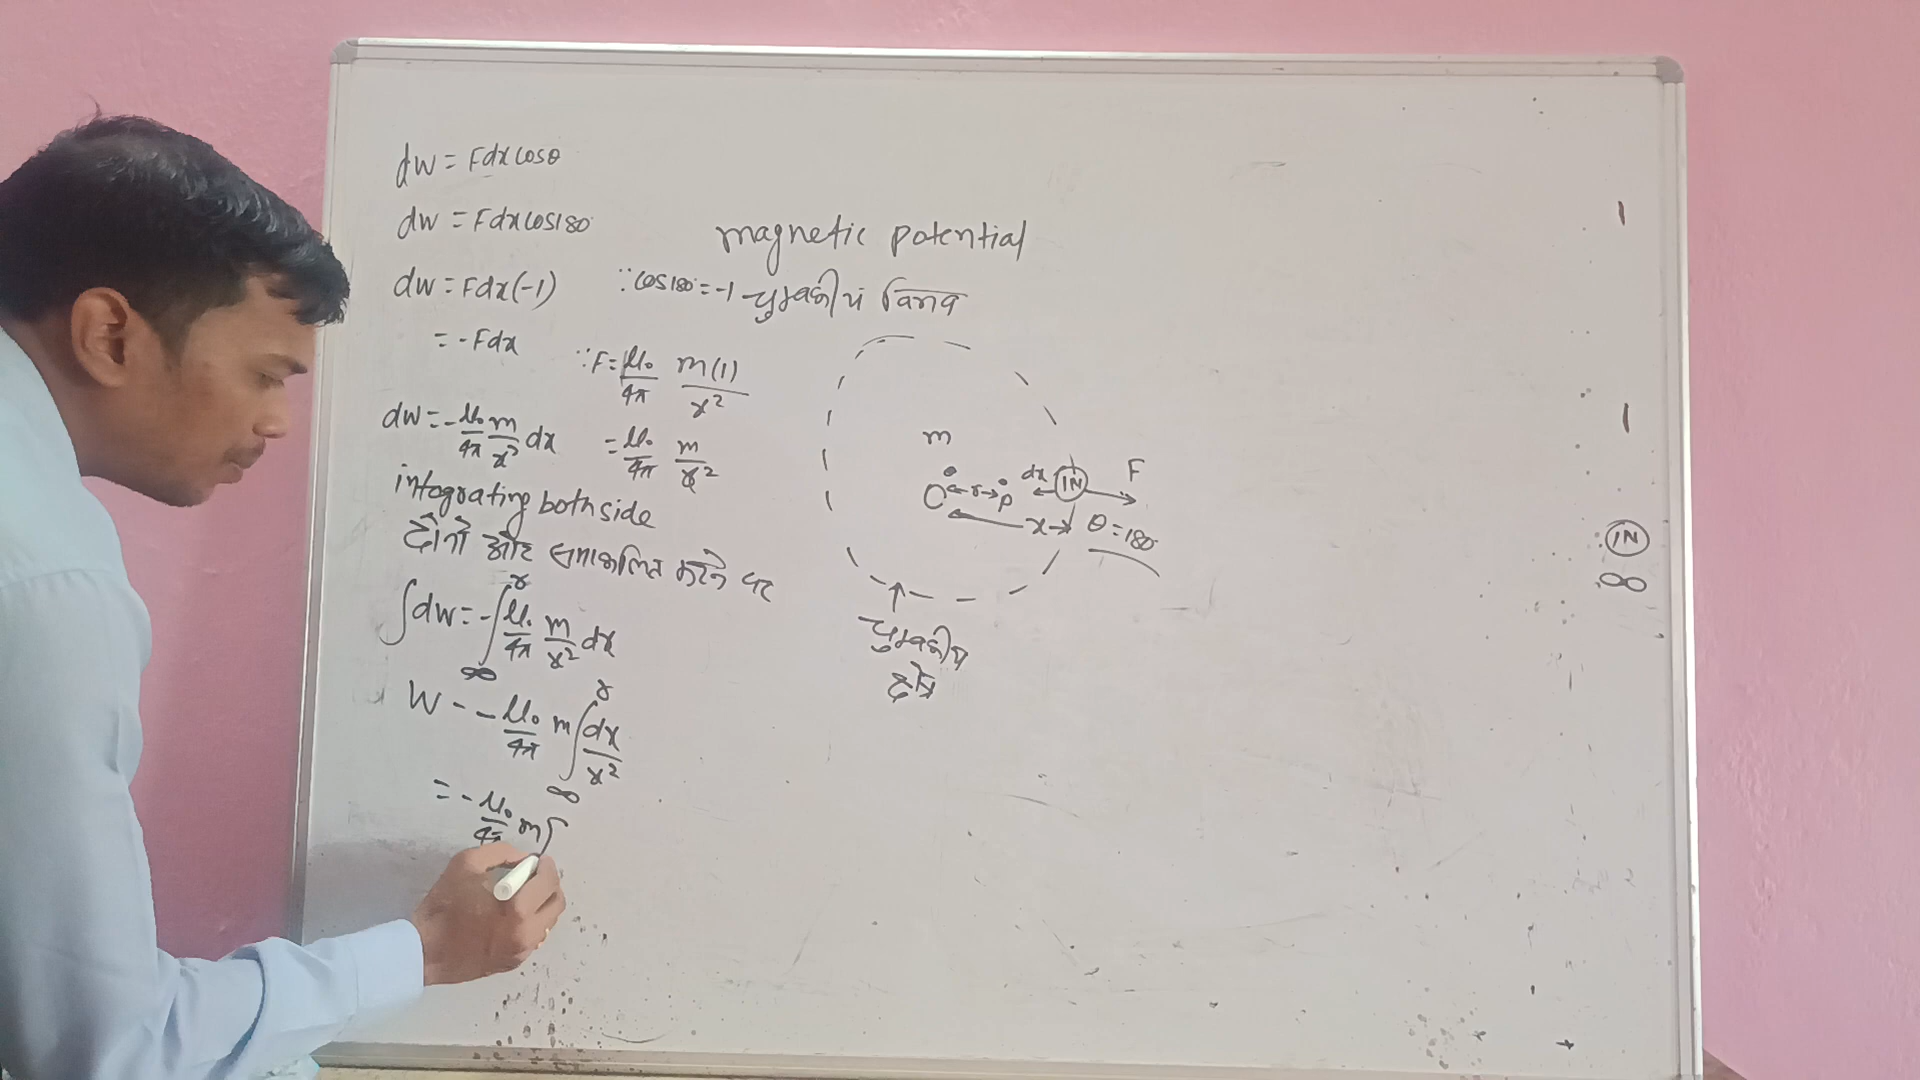 dw = Fdx cosθ
dw = Fdx cos180°
magnetic potential
dw = Fdx(-1) ∵ cos180° = -1
चुम्बकीय विभव
= -Fdx
∵ F = μ₀/4π m(1)/x²
dw = -μ₀/4π m/x² dx
= μ₀/4π m/x²
integrating both side
दोनों ओर समाकलित करने पर
∫dw = -∫_∞^r μ₀/4π m/x² dx
W = -μ₀/4π m ∫_∞^r dx/x²
= -μ₀/4π m ∫
m
O r P dx 1N F
x θ = 180°
चुम्बकीय
क्षेत्र
1N
∞